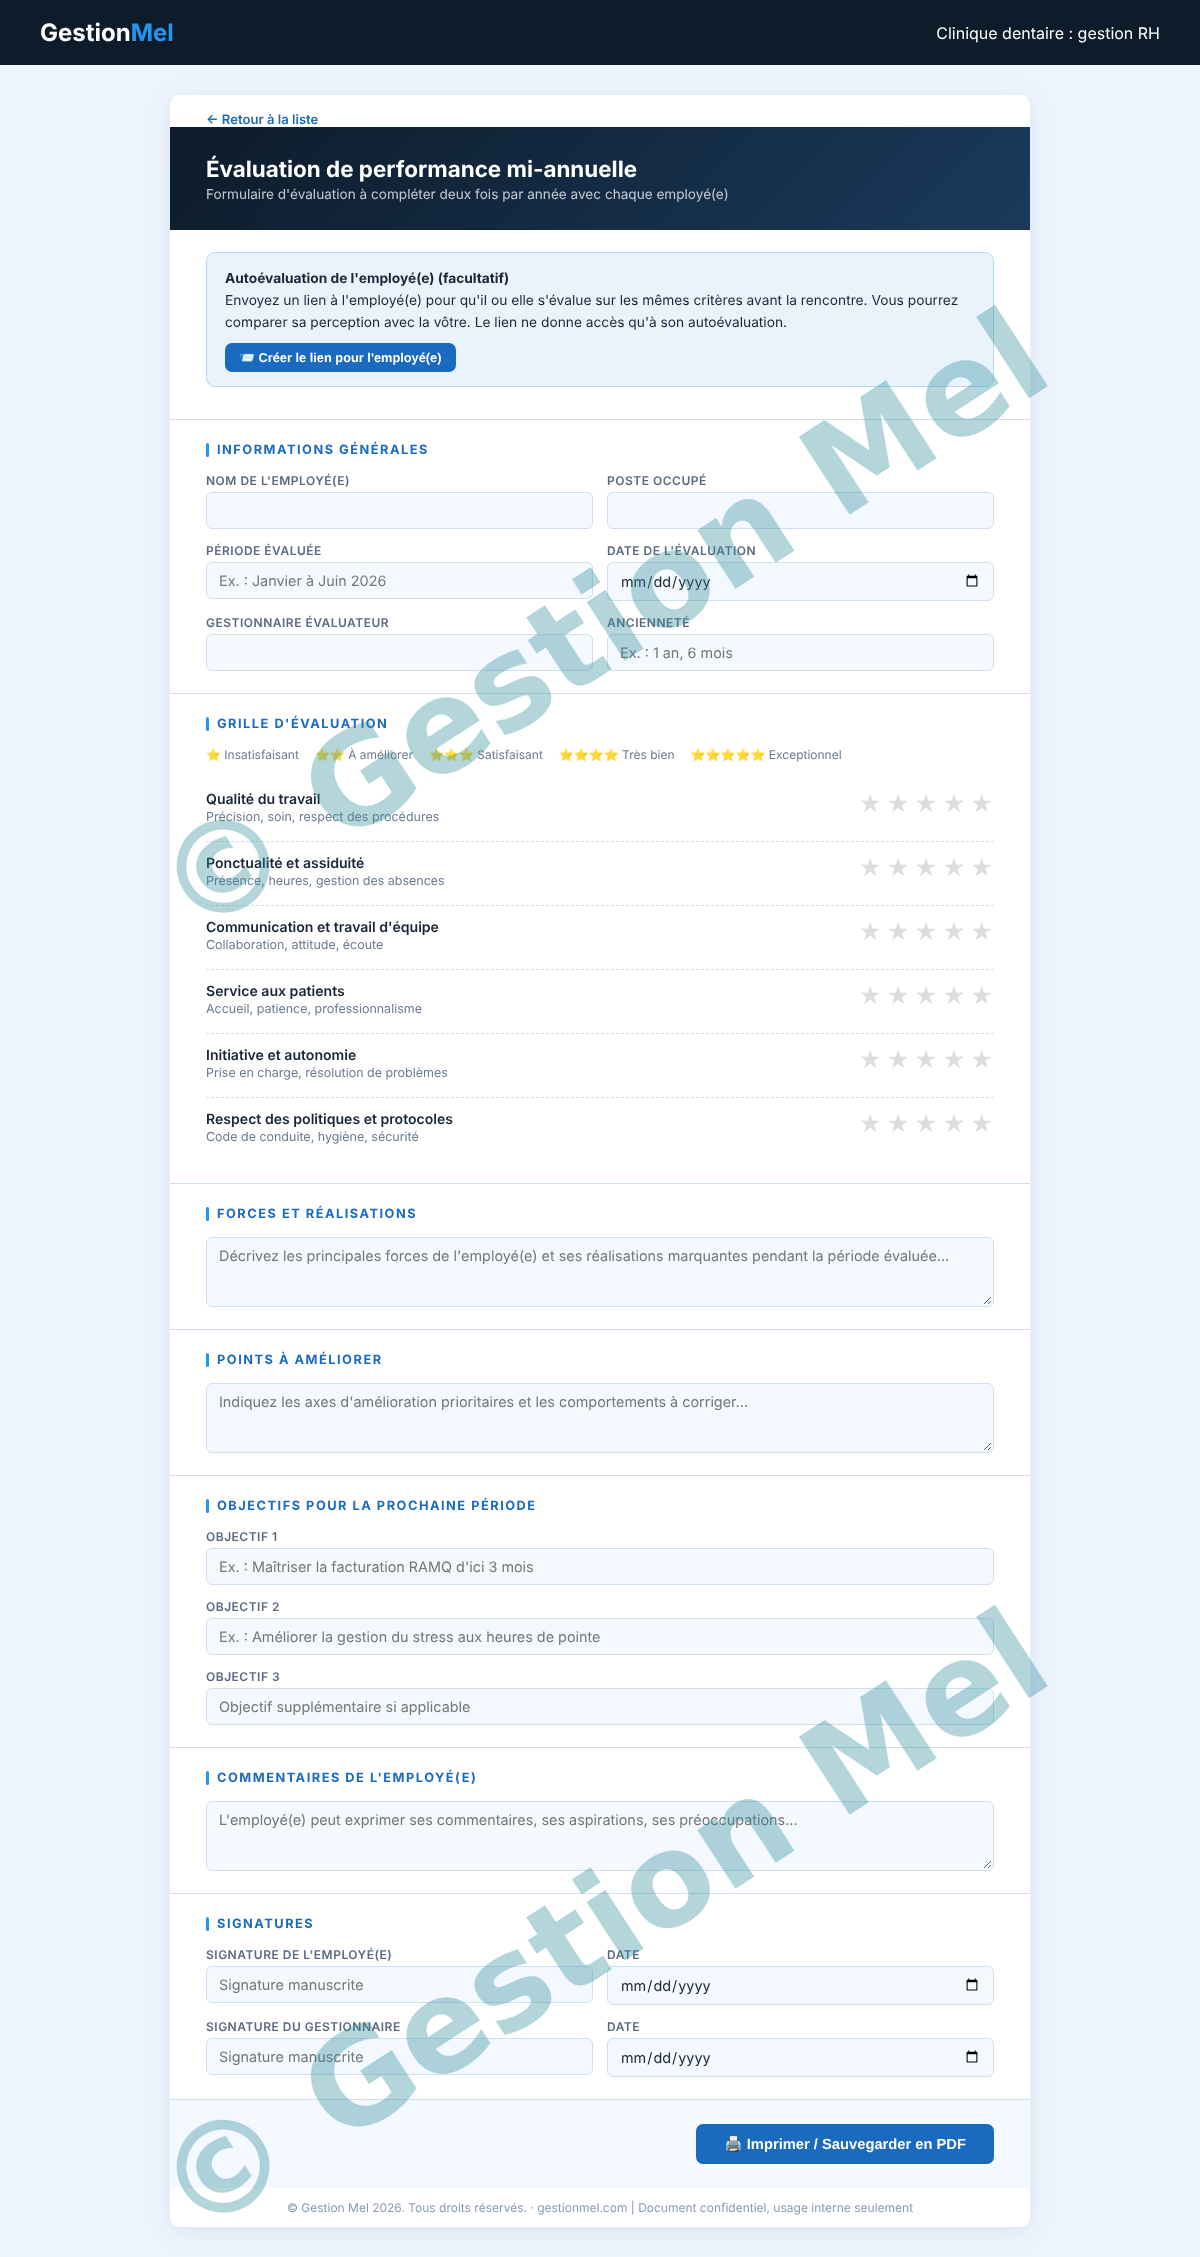 GestionMel
Clinique dentaire : gestion RH
← Retour à la liste
Évaluation de performance mi-annuelle
Formulaire d'évaluation à compléter deux fois par année avec chaque employé(e)
Autoévaluation de l'employé(e) (facultatif)
Envoyez un lien à l'employé(e) pour qu'il ou elle s'évalue sur les mêmes critères avant la rencontre. Vous pourrez
comparer sa perception avec la vôtre. Le lien ne donne accès qu'à son autoévaluation.
📨 Créer le lien pour l'employé(e)
INFORMATIONS GÉNÉRALES
NOM DE L'EMPLOYÉ(E)
POSTE OCCUPÉ
PÉRIODE ÉVALUÉE
DATE DE L'ÉVALUATION
Ex. : Janvier à Juin 2026
mm/dd/yyyy
GESTIONNAIRE ÉVALUATEUR
ANCIENNETÉ
Ex. : 1 an, 6 mois
GRILLE D'ÉVALUATION
⭐ Insatisfaisant ⭐⭐ À améliorer ⭐⭐⭐ Satisfaisant ⭐⭐⭐⭐ Très bien ⭐⭐⭐⭐⭐ Exceptionnel
Qualité du travail
★ ★ ★ ★ ★
Précision, soin, respect des procédures
Ponctualité et assiduité
★ ★ ★ ★ ★
Présence, heures, gestion des absences
Communication et travail d'équipe
★ ★ ★ ★ ★
Collaboration, attitude, écoute
Service aux patients
★ ★ ★ ★ ★
Accueil, patience, professionnalisme
Initiative et autonomie
★ ★ ★ ★ ★
Prise en charge, résolution de problèmes
Respect des politiques et protocoles
★ ★ ★ ★ ★
Code de conduite, hygiène, sécurité
FORCES ET RÉALISATIONS
Décrivez les principales forces de l'employé(e) et ses réalisations marquantes pendant la période évaluée...
POINTS À AMÉLIORER
Indiquez les axes d'amélioration prioritaires et les comportements à corriger...
OBJECTIFS POUR LA PROCHAINE PÉRIODE
OBJECTIF 1
Ex. : Maîtriser la facturation RAMQ d'ici 3 mois
OBJECTIF 2
Ex. : Améliorer la gestion du stress aux heures de pointe
OBJECTIF 3
Objectif supplémentaire si applicable
COMMENTAIRES DE L'EMPLOYÉ(E)
L'employé(e) peut exprimer ses commentaires, ses aspirations, ses préoccupations...
SIGNATURES
SIGNATURE DE L'EMPLOYÉ(E)
DATE
Signature manuscrite
mm/dd/yyyy
SIGNATURE DU GESTIONNAIRE
DATE
Signature manuscrite
mm/dd/yyyy
🖨️ Imprimer / Sauvegarder en PDF
© Gestion Mel 2026. Tous droits réservés. · gestionmel.com | Document confidentiel, usage interne seulement
© Gestion Mel
© Gestion Mel